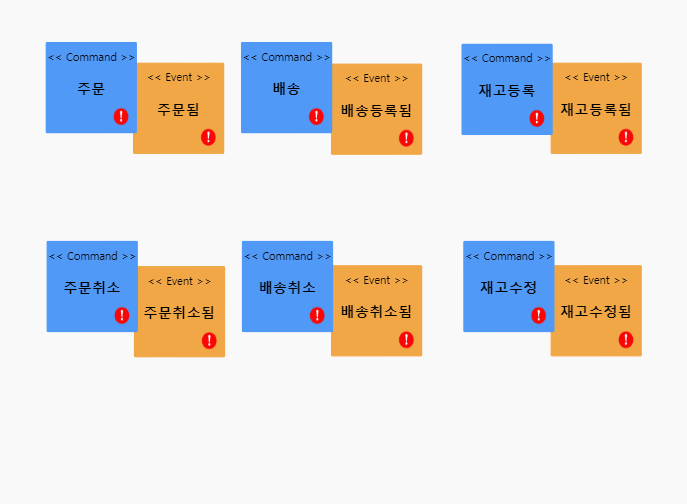 << Command >>
주문
<< Event >>
주문됨
<< Command >>
배송
<< Event >>
배송등록됨
<< Command >>
재고등록
<< Event >>
재고등록됨
<< Command >>
주문취소
<< Event >>
주문취소됨
<< Command >>
배송취소
<< Event >>
배송취소됨
<< Command >>
재고수정
<< Event >>
재고수정됨